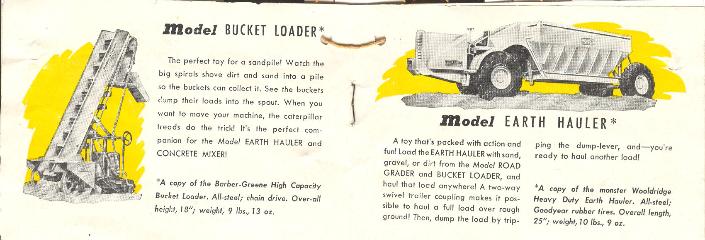 Model BUCKET LOADER*
The perfect toy for a sandpile! Watch the
big spirals shove dirt and sand into a pile
so the buckets can collect it. See the buckets
dump their loads into the spout. When you
want to move your machine, the caterpillar
treads do the trick! It's the perfect com-
panion for the Model EARTH HAULER and
CONCRETE MIXER!
*A copy of the Barber-Greene High Capacity
Bucket Loader. All-steel; chain drive. Over-all
height, 18"; weight, 9 lbs., 13 oz.
Model EARTH HAULER*
A toy that's packed with action and
fun! Load the EARTH HAULER with sand,
gravel, or dirt from the Model ROAD
GRADER and BUCKET LOADER, and
haul that load anywhere! A two-way
swivel trailer coupling makes it pos-
sible to haul a full load over rough
ground! Then, dump the load by trip-
ping the dump-lever, and—you're
ready to haul another load!
*A copy of the monster Wooldridge
Heavy Duty Earth Hauler. All-steel;
Goodyear rubber tires. Overall length,
25"; weight, 10 lbs., 9 oz.